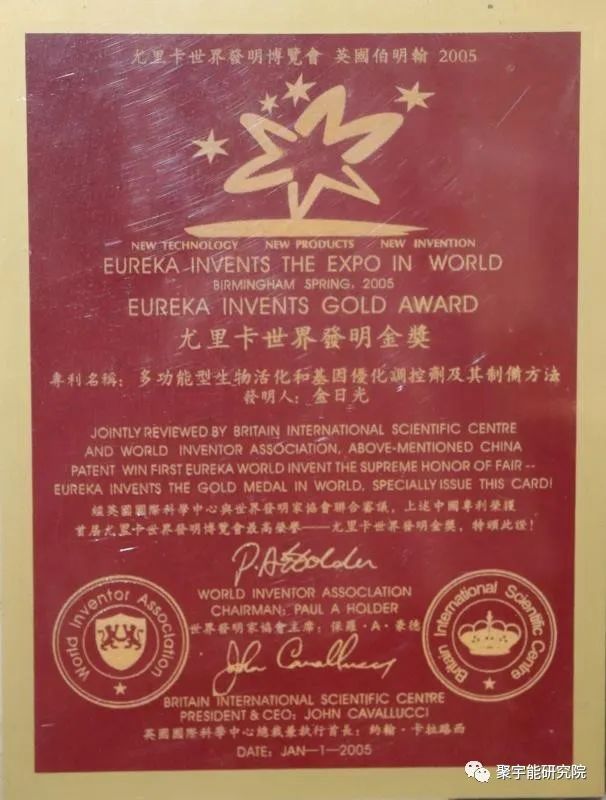 尤里卡世界發明博覽會 英國伯明翰 2005
NEW TECHNOLOGY NEW PRODUCTS NEW INVENTION
EUREKA INVENTS THE EXPO IN WORLD
BIRMINGHAM SPRING, 2005
EUREKA INVENTS GOLD AWARD
尤里卡世界發明金獎
專利名稱: 多功能型生物活化和基因優化調控劑及其制備方法
發明人: 金日光
JOINTLY REVIEWED BY BRITAIN INTERNATIONAL SCIENTIFIC CENTRE
AND WORLD INVENTOR ASSOCIATION, ABOVE-MENTIONED CHINA
PATENT WIN FIRST EUREKA WORLD INVENT THE SUPREME HONOR OF FAIR --
EUREKA INVENTS THE GOLD MEDAL IN WORLD, SPECIALLY ISSUE THIS CARD!
經英國國際科學中心與世界發明家協會聯合審議, 上述中國專利榮獲
首屆尤里卡世界發明博覽會最高榮譽——尤里卡世界發明金獎, 特頒此證!
P.A Holder
WORLD INVENTOR ASSOCIATION
CHAIRMAN: PAUL A HOLDER
世界發明家協會主席: 保羅·A·豪德
World Inventor Association
Britain International Scientific Centre
John Cavallucci
BRITAIN INTERNATIONAL SCIENTIFIC CENTRE
PRESIDENT & CEO: JOHN CAVALLUCCI
英國國際科學中心總裁兼執行首長: 約翰·卡拉路西
DATE: JAN—1—2005
聚宇能研究院